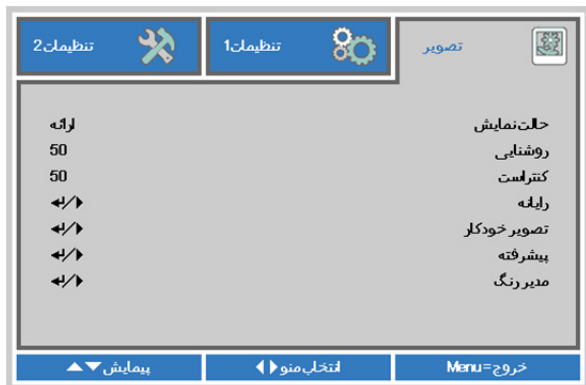 تصویر تنظیمات1 تنظیمات2
حالت نمایش ارائه
روشنایی 50
کنتراست 50
رایانه ↵/▶
تصویر خودکار ↵/▶
پیشرفته ↵/▶
مدیر رنگ ↵/▶
خروج=Menu انتخاب منو◀▶ پیمایش▼▲